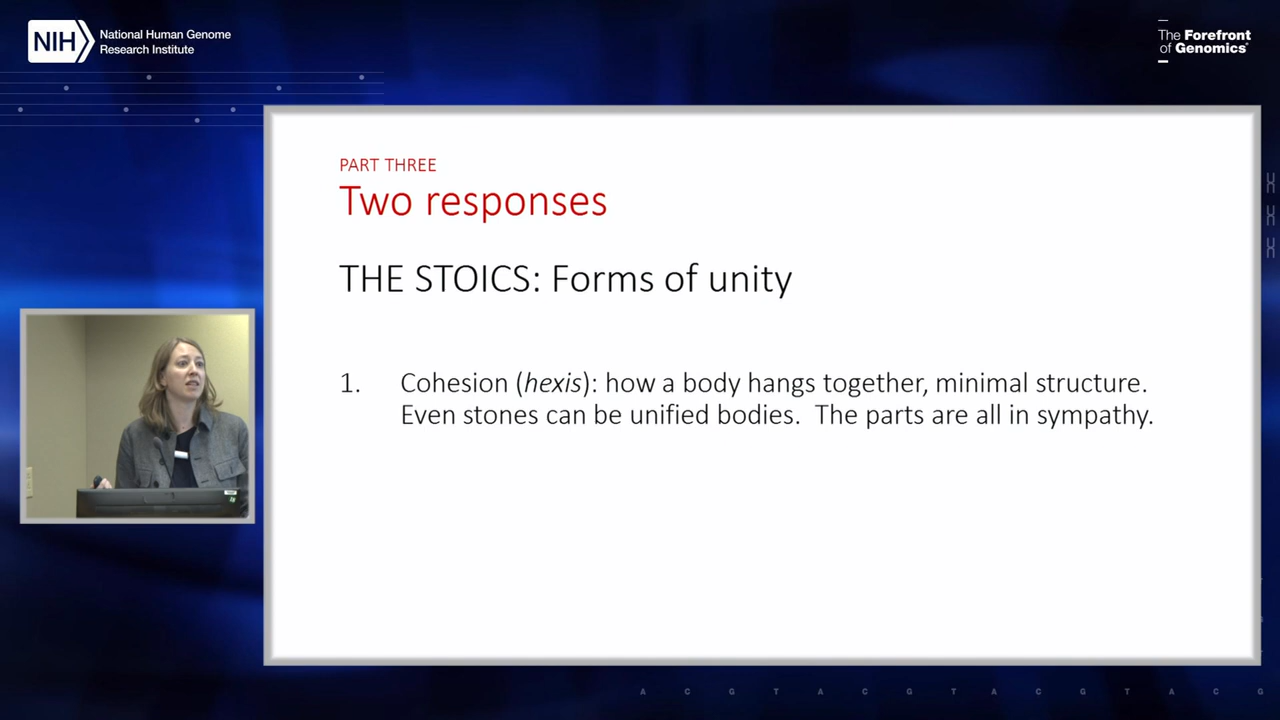 NIH
National Human Genome
Research Institute
The Forefront
of Genomics®
PART THREE
Two responses
THE STOICS: Forms of unity
1. Cohesion (hexis): how a body hangs together, minimal structure.
Even stones can be unified bodies. The parts are all in sympathy.
A C G T A C G T A C G T A C G